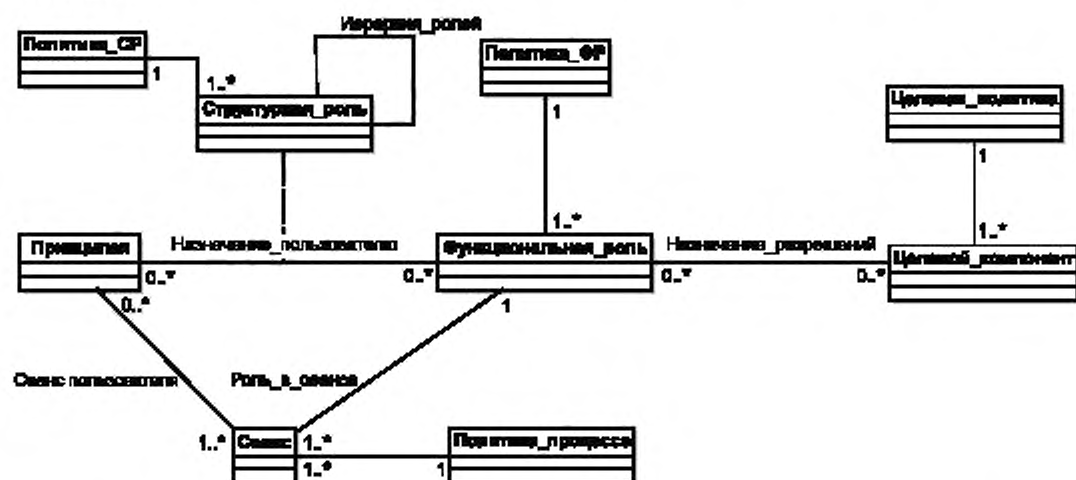 Иерархия_ролей
Политика_СР
Политика_ФР
1
1..*
Структурная_роль
1
Целевая_политика
1
1..*
1..*
Принципал
Назначение_пользователю
Функциональная_роль
Назначение_разрешений
Целевой_компонент
0..*
0..*
0..*
0..*
0..*
1
Сеанс пользователя
Роль_в_сеансе
1..*
Сеанс
1..*
Политика_процесса
1..*
1